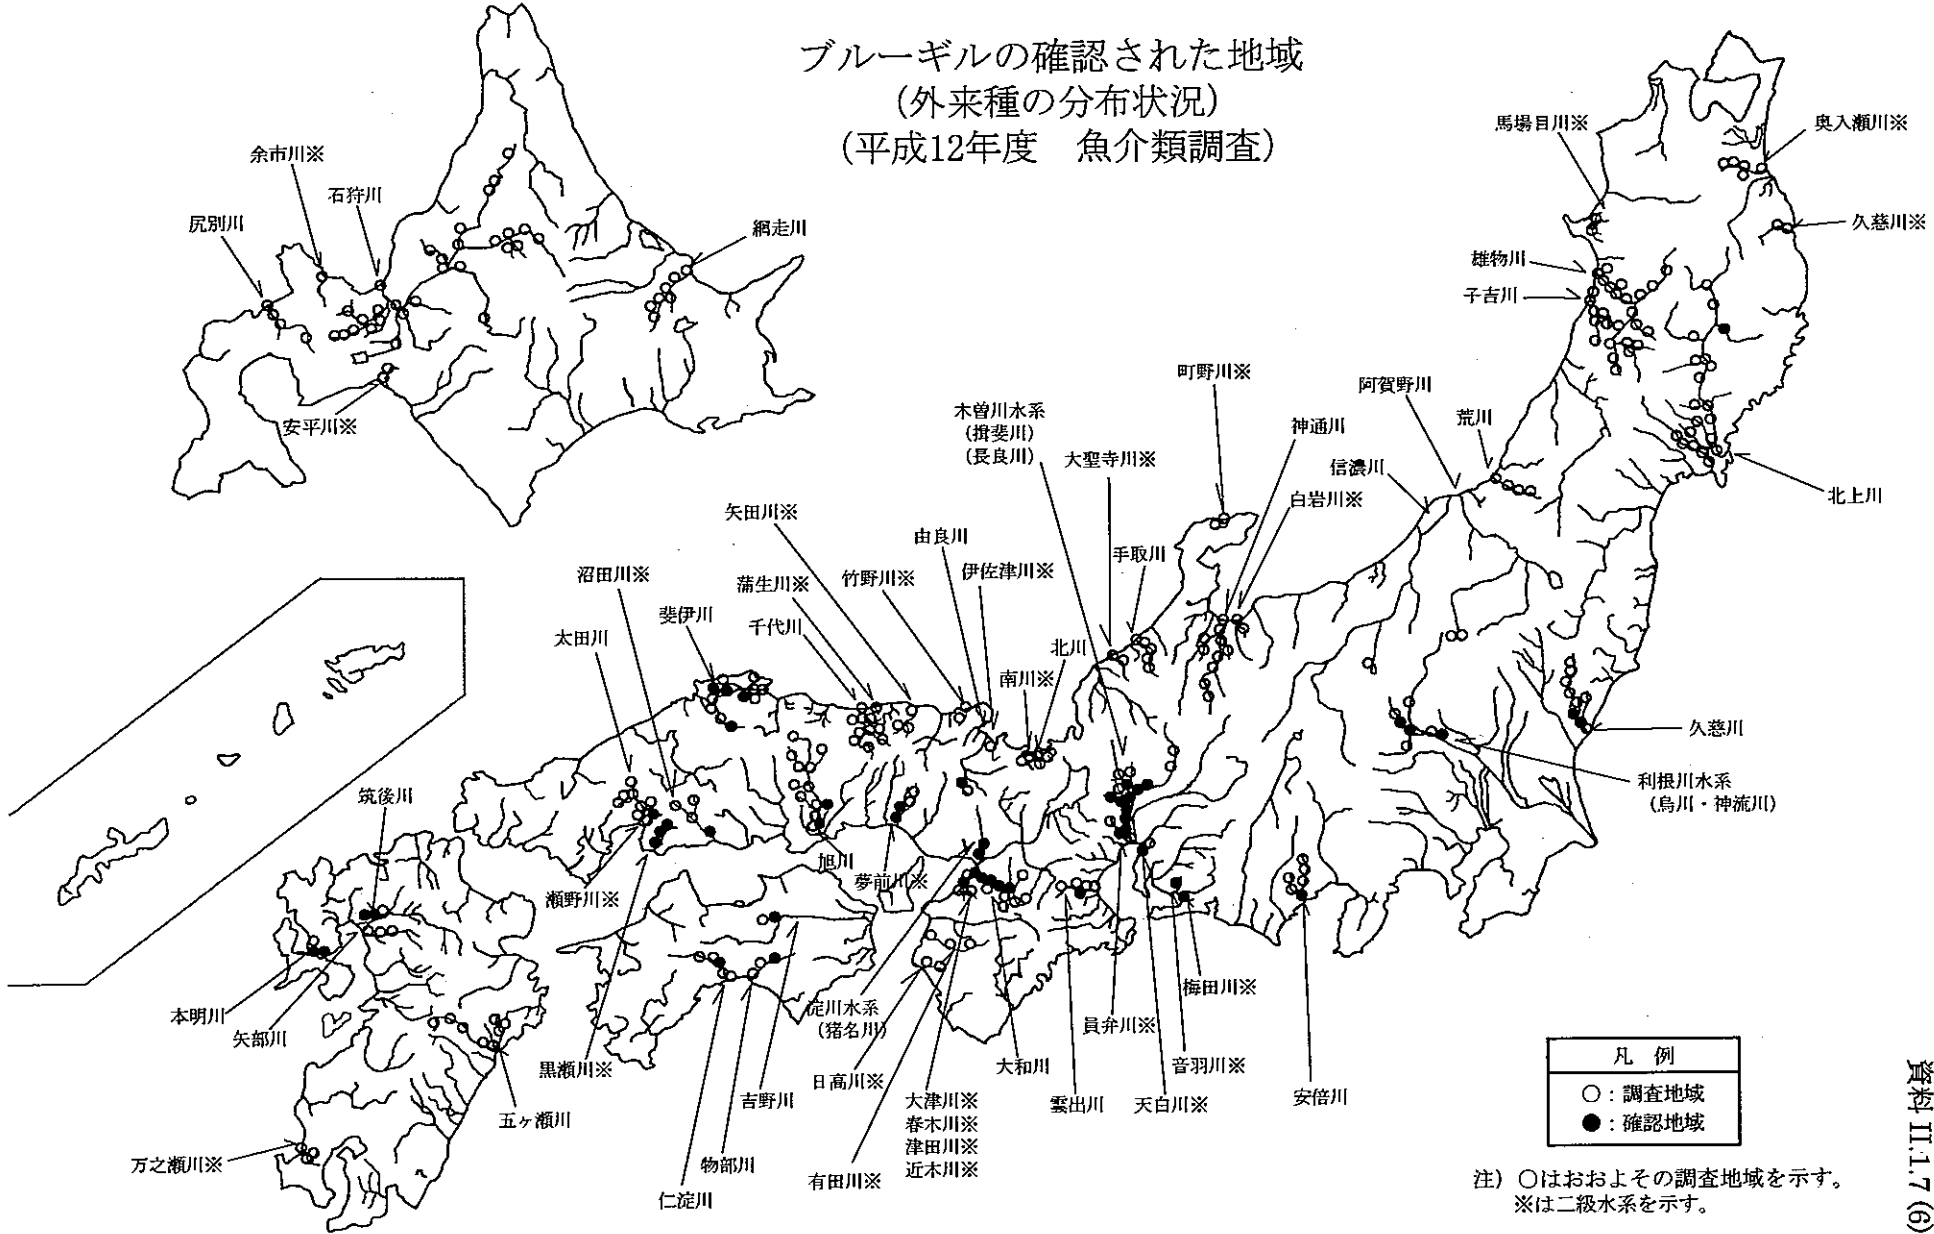 ブルーギルの確認された地域
(外来種の分布状況)
(平成12年度　魚介類調査)
余市川※
石狩川
尻別川
網走川
安平川※
馬場目川※
奥入瀬川※
久慈川※
雄物川
子吉川
北上川
町野川※
阿賀野川
荒川
神通川
信濃川
白岩川※
木曽川水系
(揖斐川)
(長良川)
大聖寺川※
手取川
矢田川※
由良川
伊佐津川※
竹野川※
蒲生川※
千代川
沼田川※
斐伊川
太田川
北川
南川※
久慈川
利根川水系
(烏川・神流川)
筑後川
旭川
夢前川※
瀬野川※
本明川
矢部川
黒瀬川※
五ヶ瀬川
万之瀬川※
吉野川
物部川
仁淀川
淀川水系
(猪名川)
日高川※
有田川※
大津川※
春木川※
津田川※
近木川※
大和川
雲出川
員弁川※
天白川※
音羽川※
梅田川※
安倍川
凡 例
○：調査地域
●：確認地域
注）○はおおよその調査地域を示す。
※は二級水系を示す。
資料 II.1.7 (6)